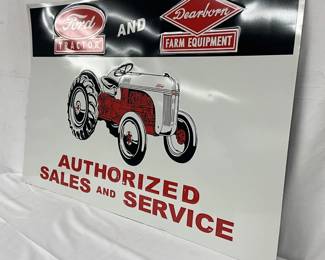 Ford AND Dearborn
TRACTOR FARM EQUIPMENT
AUTHORIZED
SALES AND SERVICE